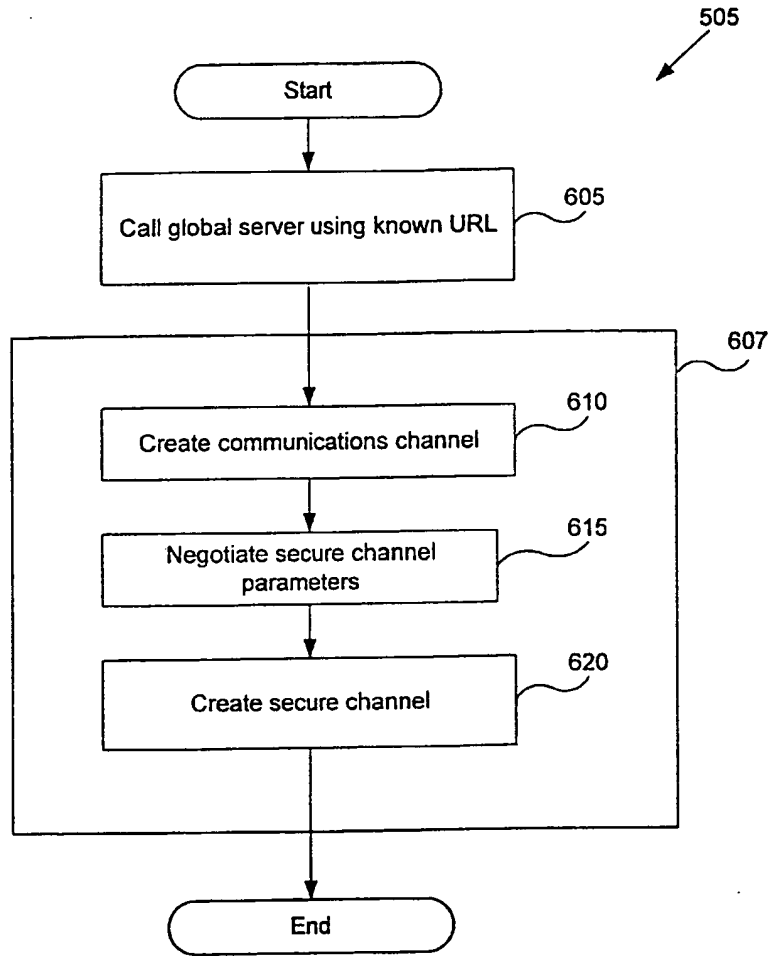 505
Start
Call global server using known URL
605
607
610
Create communications channel
615
Negotiate secure channel
parameters
620
Create secure channel
End